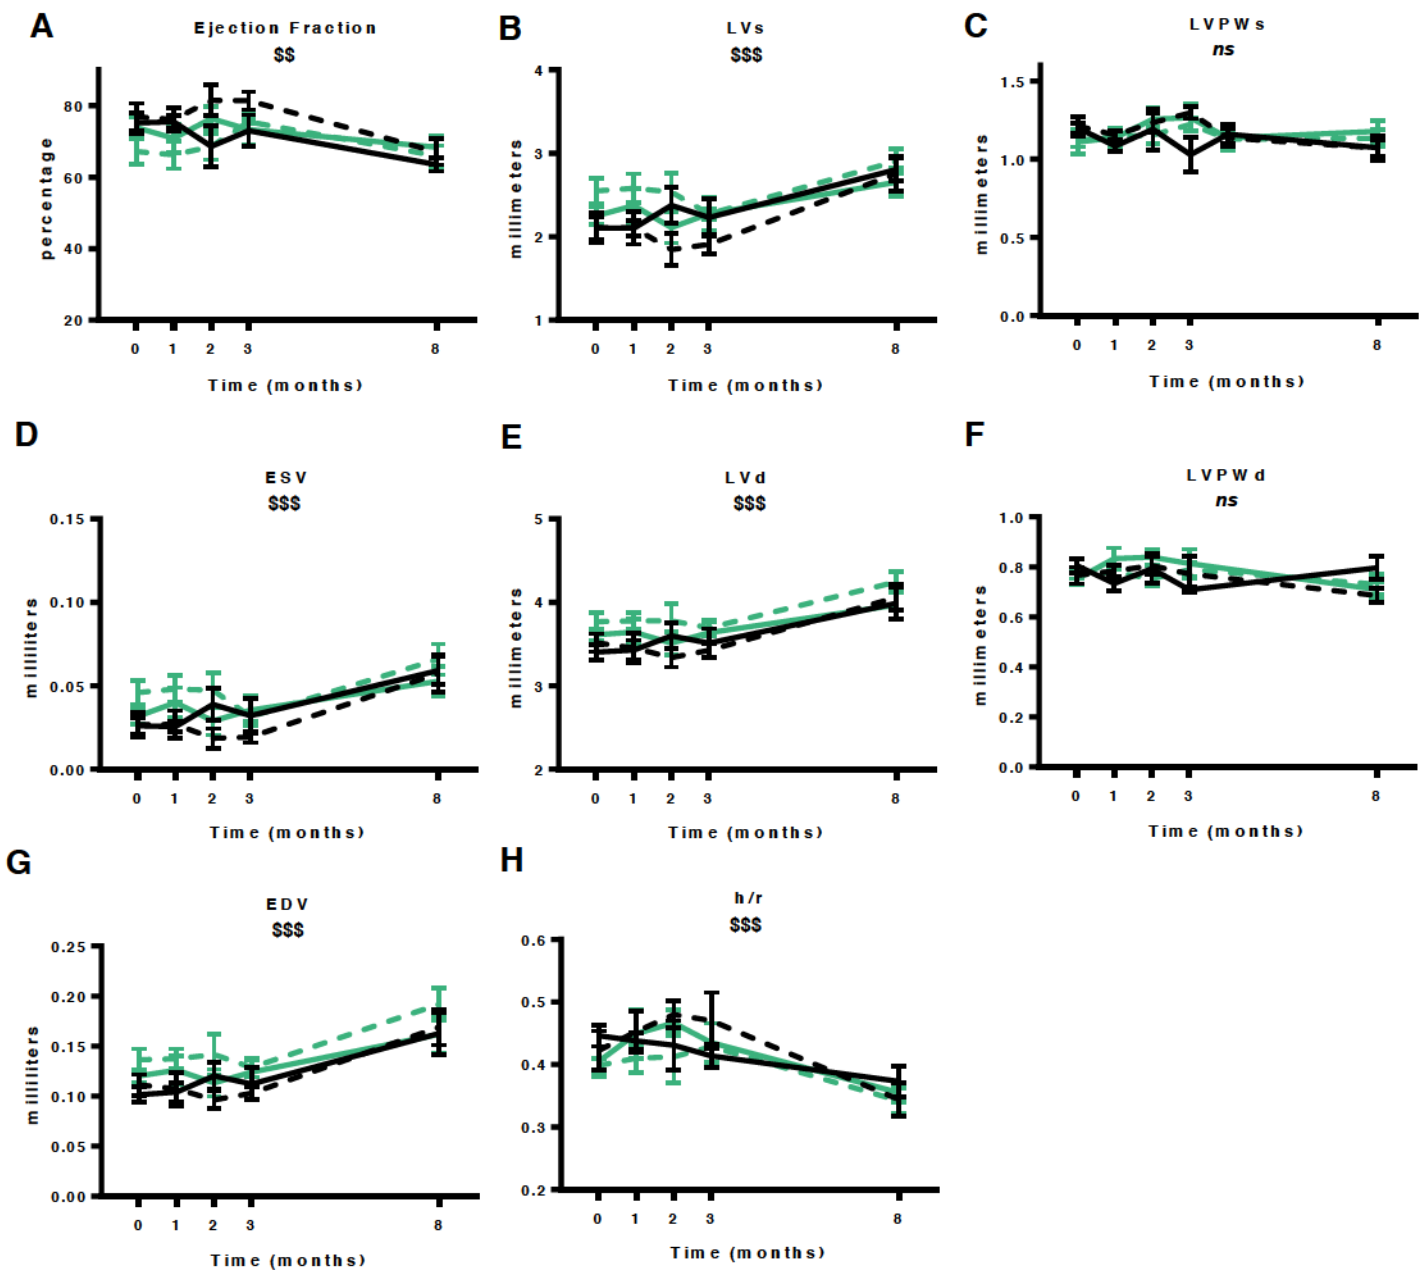 A
Ejection Fraction
$$
percentage
80
60
40
20
0 1 2 3 8
Time (months)
B
LVs
$$$
millimeters
4
3
2
1
0 1 2 3 8
Time (months)
C
LVPWs
ns
millimeters
1.5
1.0
0.5
0.0
0 1 2 3 8
Time (months)
D
ESV
$$$
milliliters
0.15
0.10
0.05
0.00
0 1 2 3 8
Time (months)
E
LVd
$$$
millimeters
5
4
3
2
0 1 2 3 8
Time (months)
F
LVPWd
ns
millimeters
1.0
0.8
0.6
0.4
0.2
0.0
0 1 2 3 8
Time (months)
G
EDV
$$$
milliliters
0.25
0.20
0.15
0.10
0.05
0.00
0 1 2 3 8
Time (months)
H
h/r
$$$
0.6
0.5
0.4
0.3
0.2
0 1 2 3 8
Time (months)